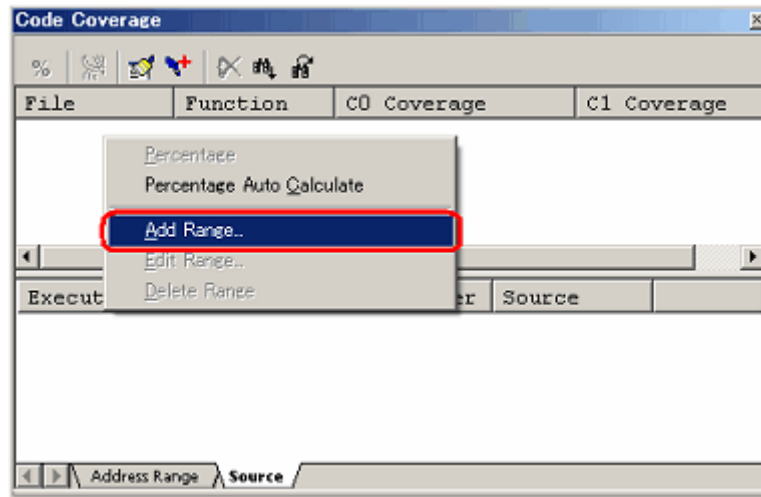 Code Coverage
%
File Function C0 Coverage C1 Coverage
Percentage
Percentage Auto Calculate
Add Range...
Edit Range...
Delete Range
Execut er Source
Address Range Source